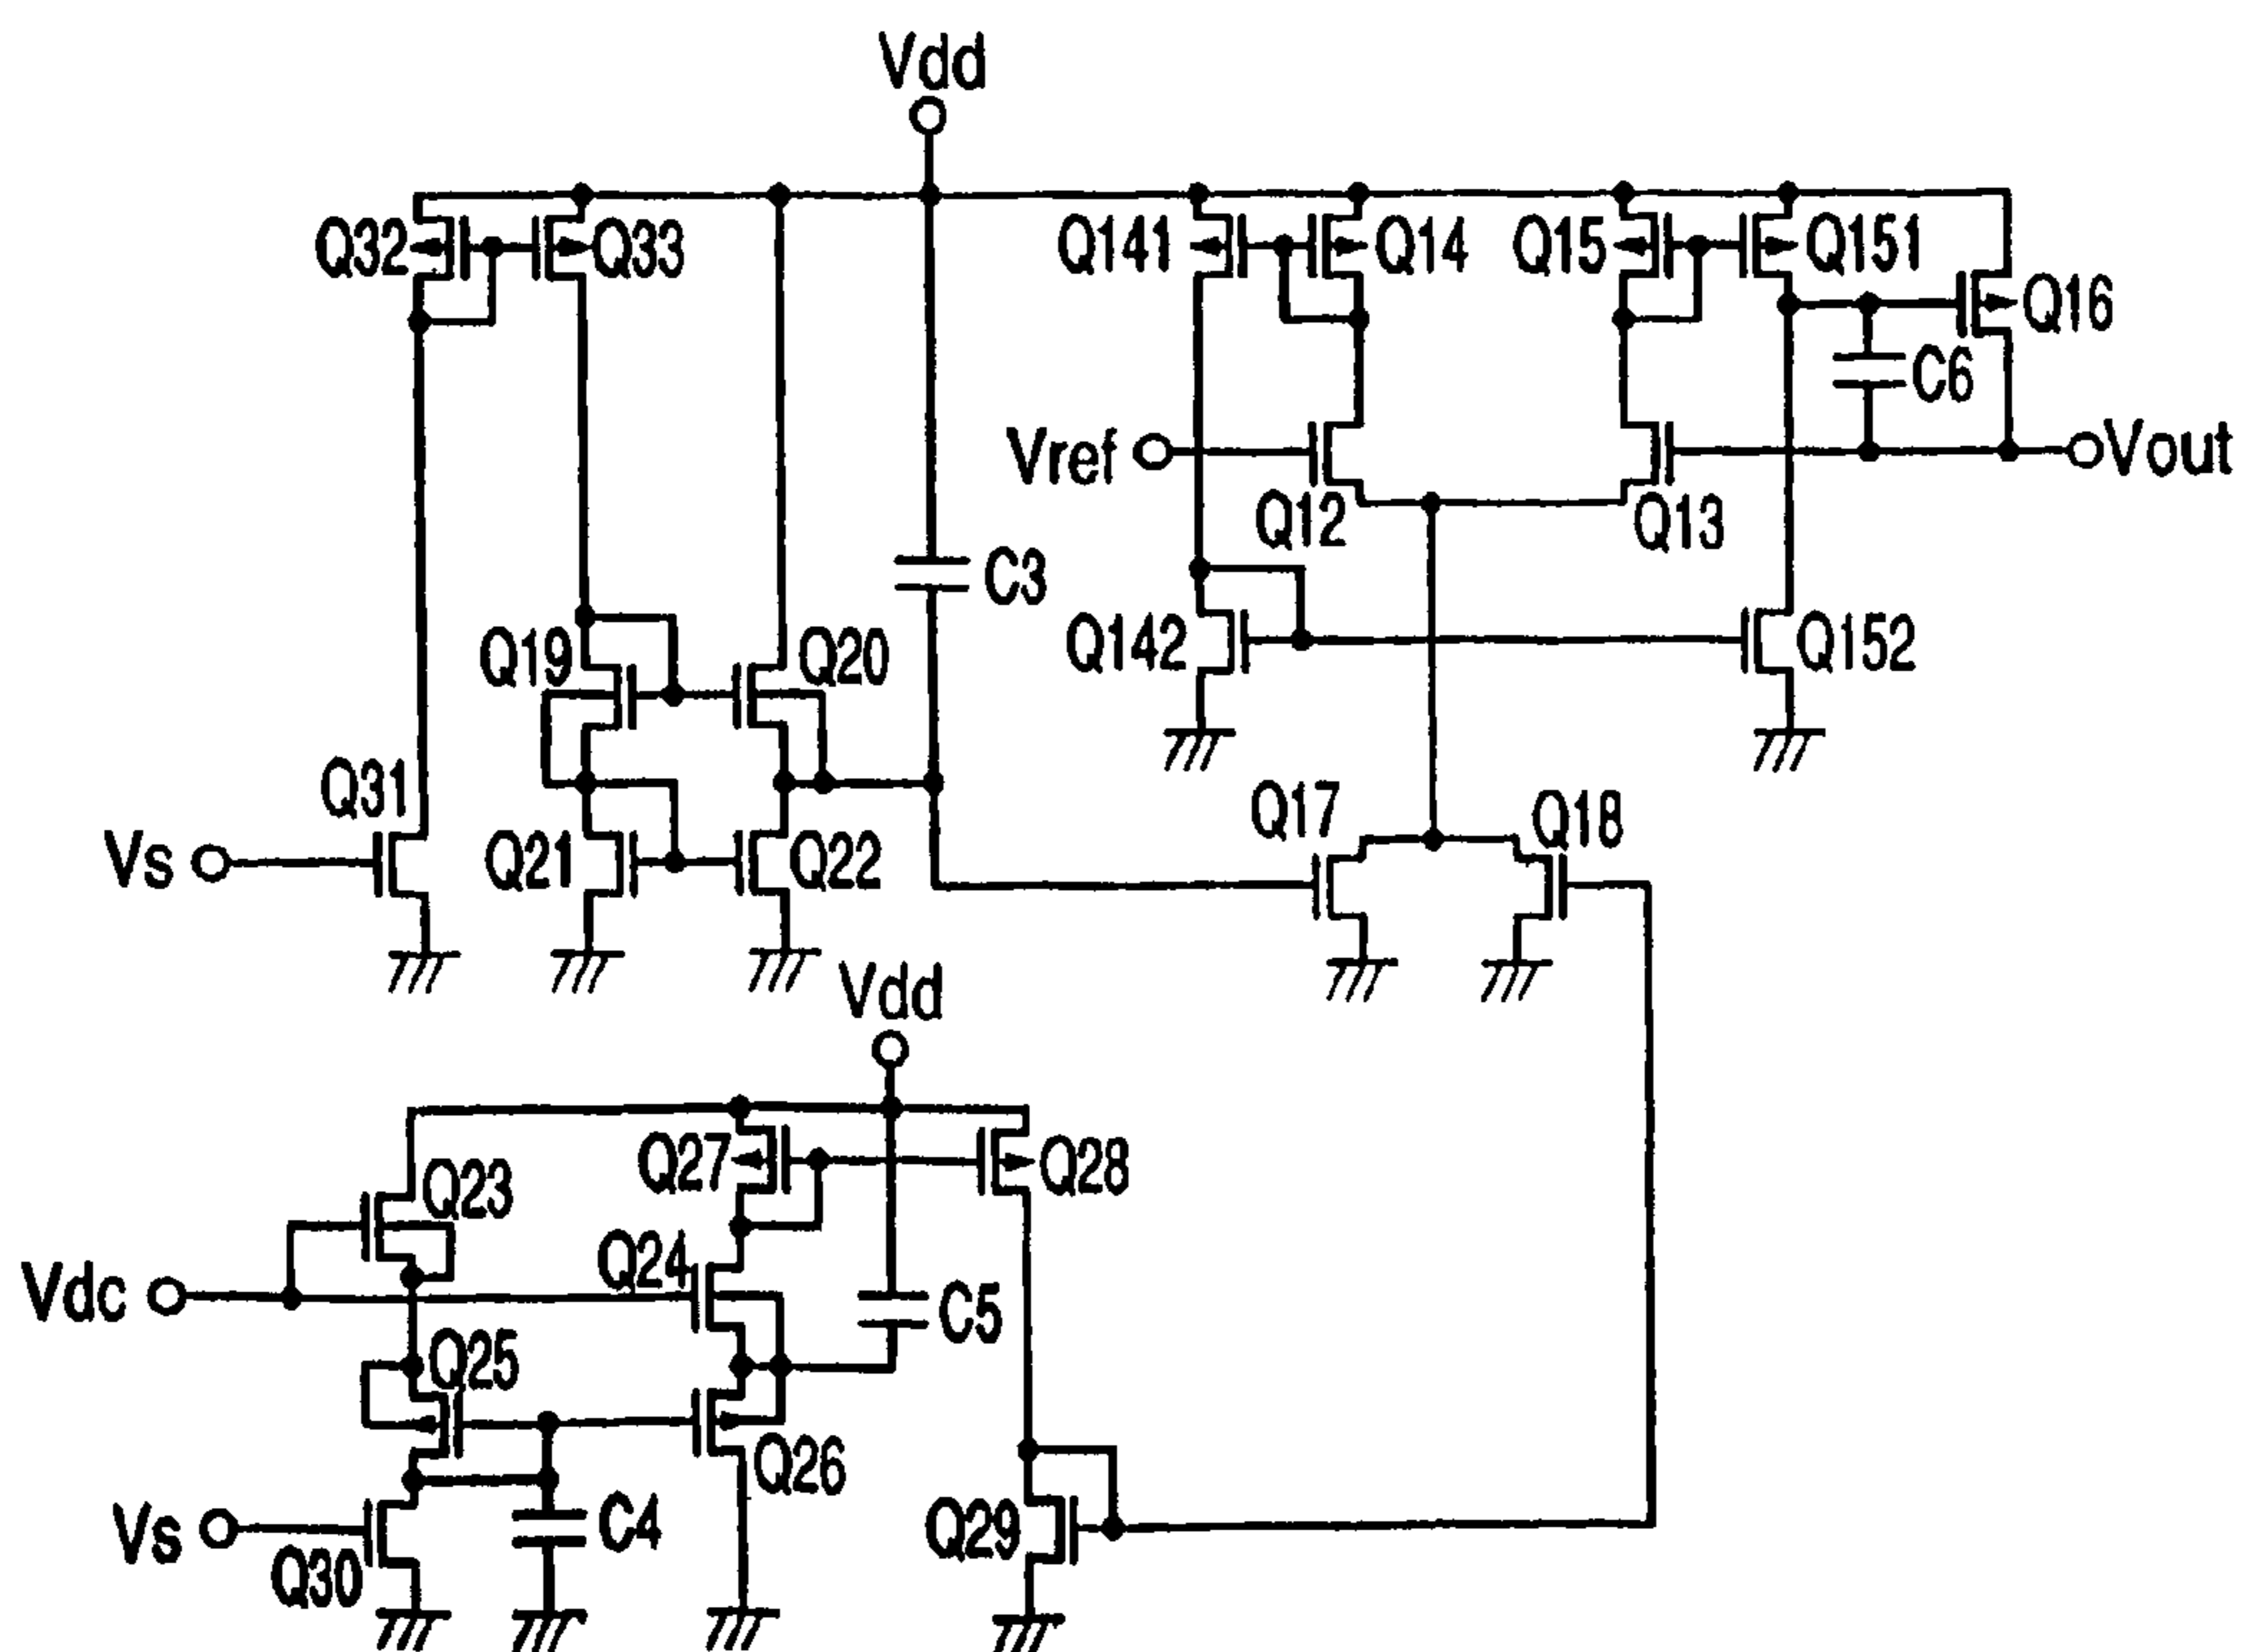 Vdd
Q32
Q33
Q141
Q14
Q15
Q151
Q16
C6
Vref
Vout
Q12
Q13
C3
Q19
Q20
Q142
Q152
Q31
Q17
Q18
Vs
Q21
Q22
Vdd
Q27
Q28
Q23
Q24
Vdc
C5
Q25
Q26
Vs
C4
Q29
Q30